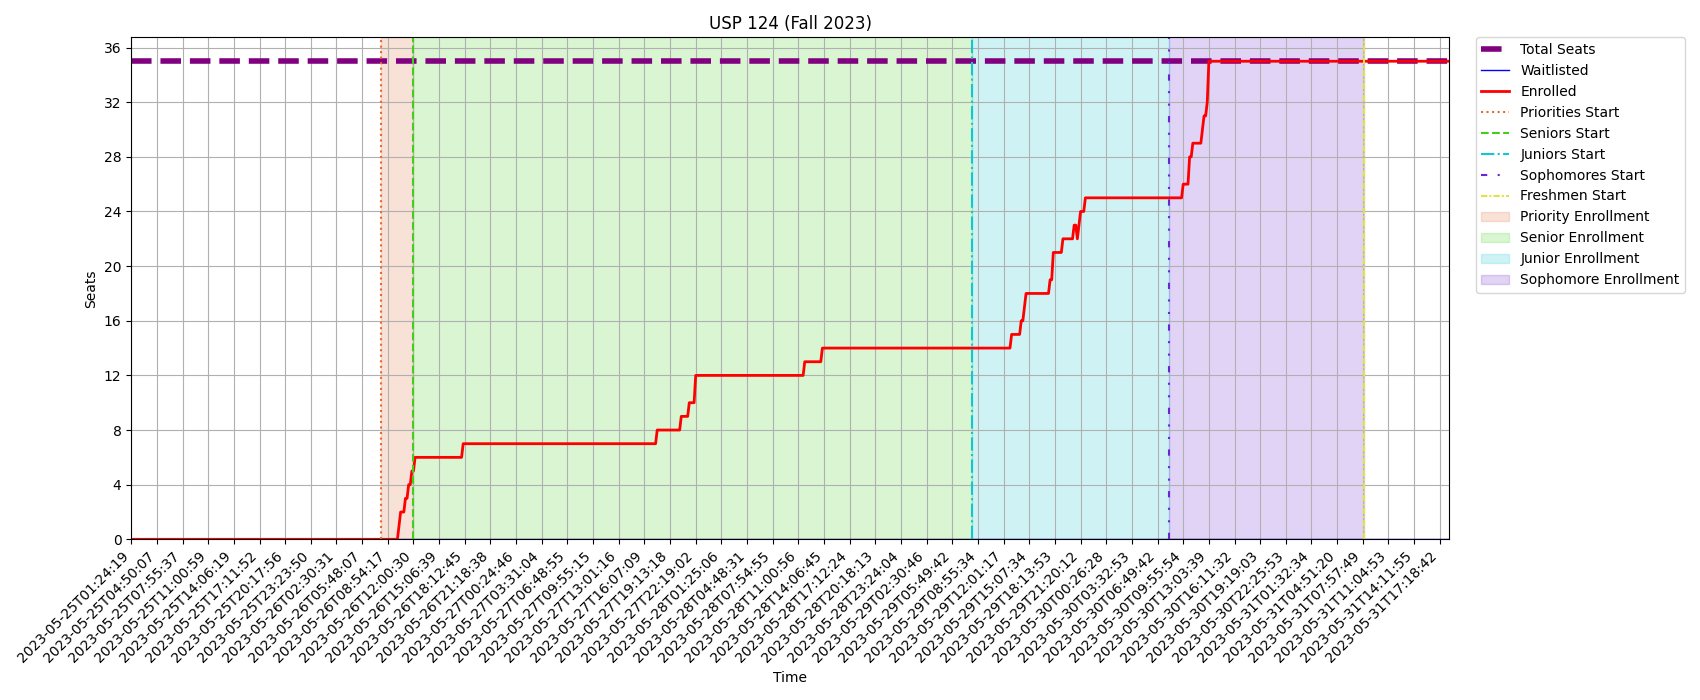 USP 124 (Fall 2023)
Seats
36
32
28
24
20
16
12
8
4
0
2023-05-25T01:24:19
2023-05-25T04:50:07
2023-05-25T07:55:37
2023-05-25T11:00:59
2023-05-25T14:06:19
2023-05-25T17:11:52
2023-05-25T20:17:56
2023-05-25T23:23:50
2023-05-26T02:30:31
2023-05-26T05:48:07
2023-05-26T08:54:17
2023-05-26T12:00:30
2023-05-26T15:06:39
2023-05-26T18:12:45
2023-05-26T21:18:38
2023-05-27T00:24:46
2023-05-27T03:31:04
2023-05-27T06:48:55
2023-05-27T09:55:15
2023-05-27T13:01:16
2023-05-27T16:07:09
2023-05-27T19:13:18
2023-05-27T22:19:02
2023-05-28T01:25:06
2023-05-28T04:48:31
2023-05-28T07:54:55
2023-05-28T11:00:56
2023-05-28T14:06:45
2023-05-28T17:12:24
2023-05-28T20:18:13
2023-05-28T23:24:04
2023-05-29T02:30:46
2023-05-29T05:49:42
2023-05-29T08:55:34
2023-05-29T12:01:17
2023-05-29T15:07:34
2023-05-29T18:13:53
2023-05-29T21:20:12
2023-05-30T00:26:28
2023-05-30T03:32:53
2023-05-30T06:49:42
2023-05-30T09:55:54
2023-05-30T13:03:39
2023-05-30T16:11:32
2023-05-30T19:19:03
2023-05-30T22:25:53
2023-05-31T01:32:34
2023-05-31T04:51:20
2023-05-31T07:57:49
2023-05-31T11:04:53
2023-05-31T14:11:55
2023-05-31T17:18:42
Time
Total Seats
Waitlisted
Enrolled
Priorities Start
Seniors Start
Juniors Start
Sophomores Start
Freshmen Start
Priority Enrollment
Senior Enrollment
Junior Enrollment
Sophomore Enrollment